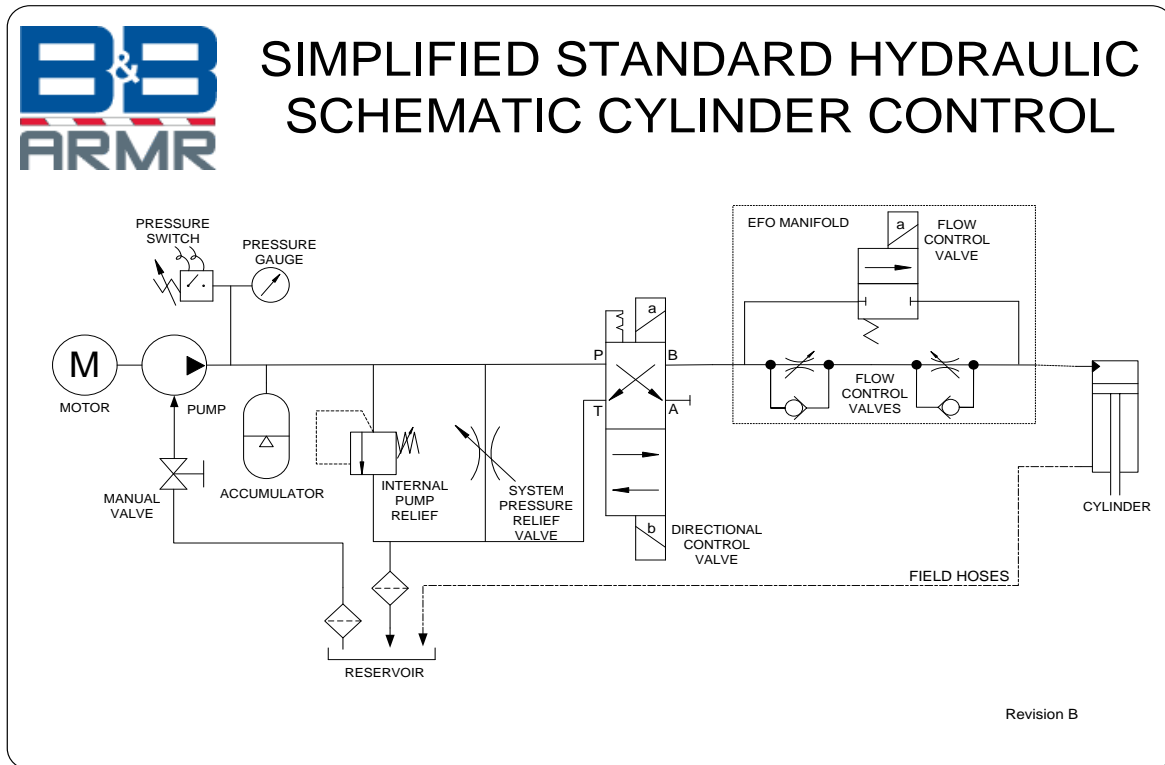 B&B
ARMR
SIMPLIFIED STANDARD HYDRAULIC
SCHEMATIC CYLINDER CONTROL
PRESSURE
SWITCH
PRESSURE
GAUGE
EFO MANIFOLD
a
FLOW
CONTROL
VALVE
M
MOTOR
PUMP
a
P
B
T
A
FLOW
CONTROL
VALVES
MANUAL
VALVE
ACCUMULATOR
INTERNAL
PUMP
RELIEF
SYSTEM
PRESSURE
RELIEF
VALVE
b
DIRECTIONAL
CONTROL
VALVE
CYLINDER
FIELD HOSES
RESERVOIR
Revision B